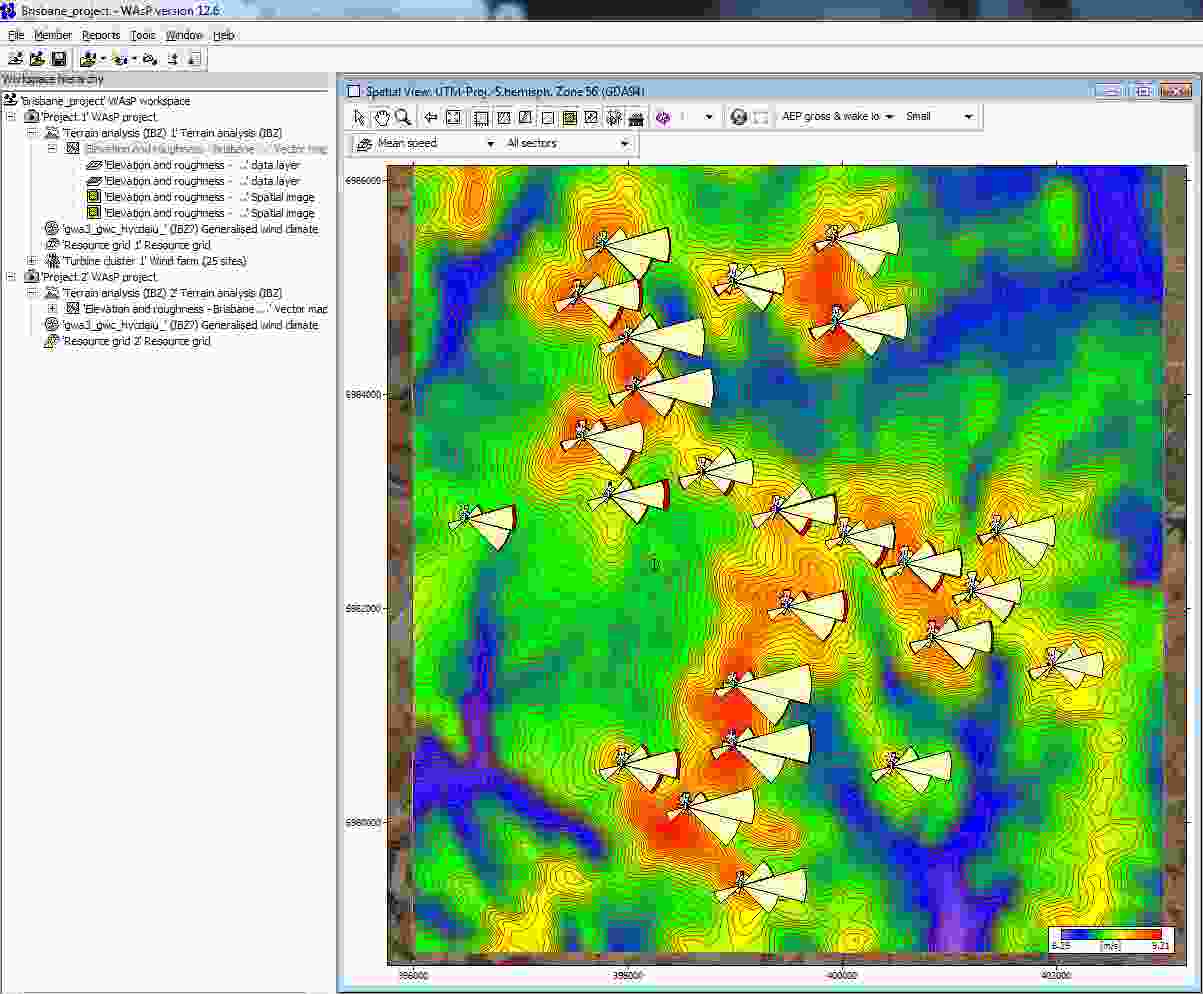 Brisbane_project - WAsP version 12.6
File Member Reports Tools Window Help
Workspace hierarchy
'Brisbane_project' WAsP workspace
'Project 1' WAsP project
'Terrain analysis (IBZ) 1' Terrain analysis (IBZ)
'Elevation and roughness - Brisbane ...' Vector map
'Elevation and roughness - ...' data layer
'Elevation and roughness - ...' data layer
'Elevation and roughness - ...' Spatial image
'Elevation and roughness - ...' Spatial image
(IBZ?) Generalised wind climate
'Resource grid 1' Resource grid
'Turbine cluster 1' Wind farm (25 sites)
'Project 2' WAsP project
'Terrain analysis (IBZ) 2' Terrain analysis (IBZ)
'Elevation and roughness - Brisbane ...' Vector map
(IBZ?) Generalised wind climate
'Resource grid 2' Resource grid
Spatial View: UTM-Proj. S.hemisph. Zone 56 (GDA94)
AEP gross & wake lo Small
Mean speed All sectors
6986000
6984000
6982000
6980000
396000 398000 400000 402000
[m/s] 9.21